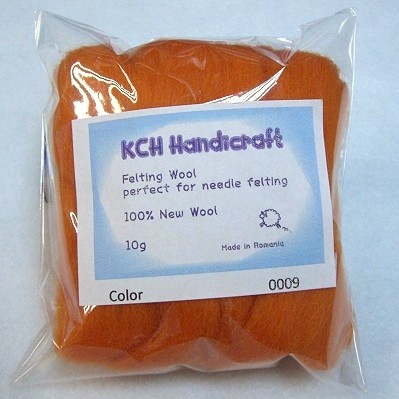 KCH Handicraft
Felting Wool
perfect for needle felting
100% New Wool
10g
Made in Romania
Color 0009